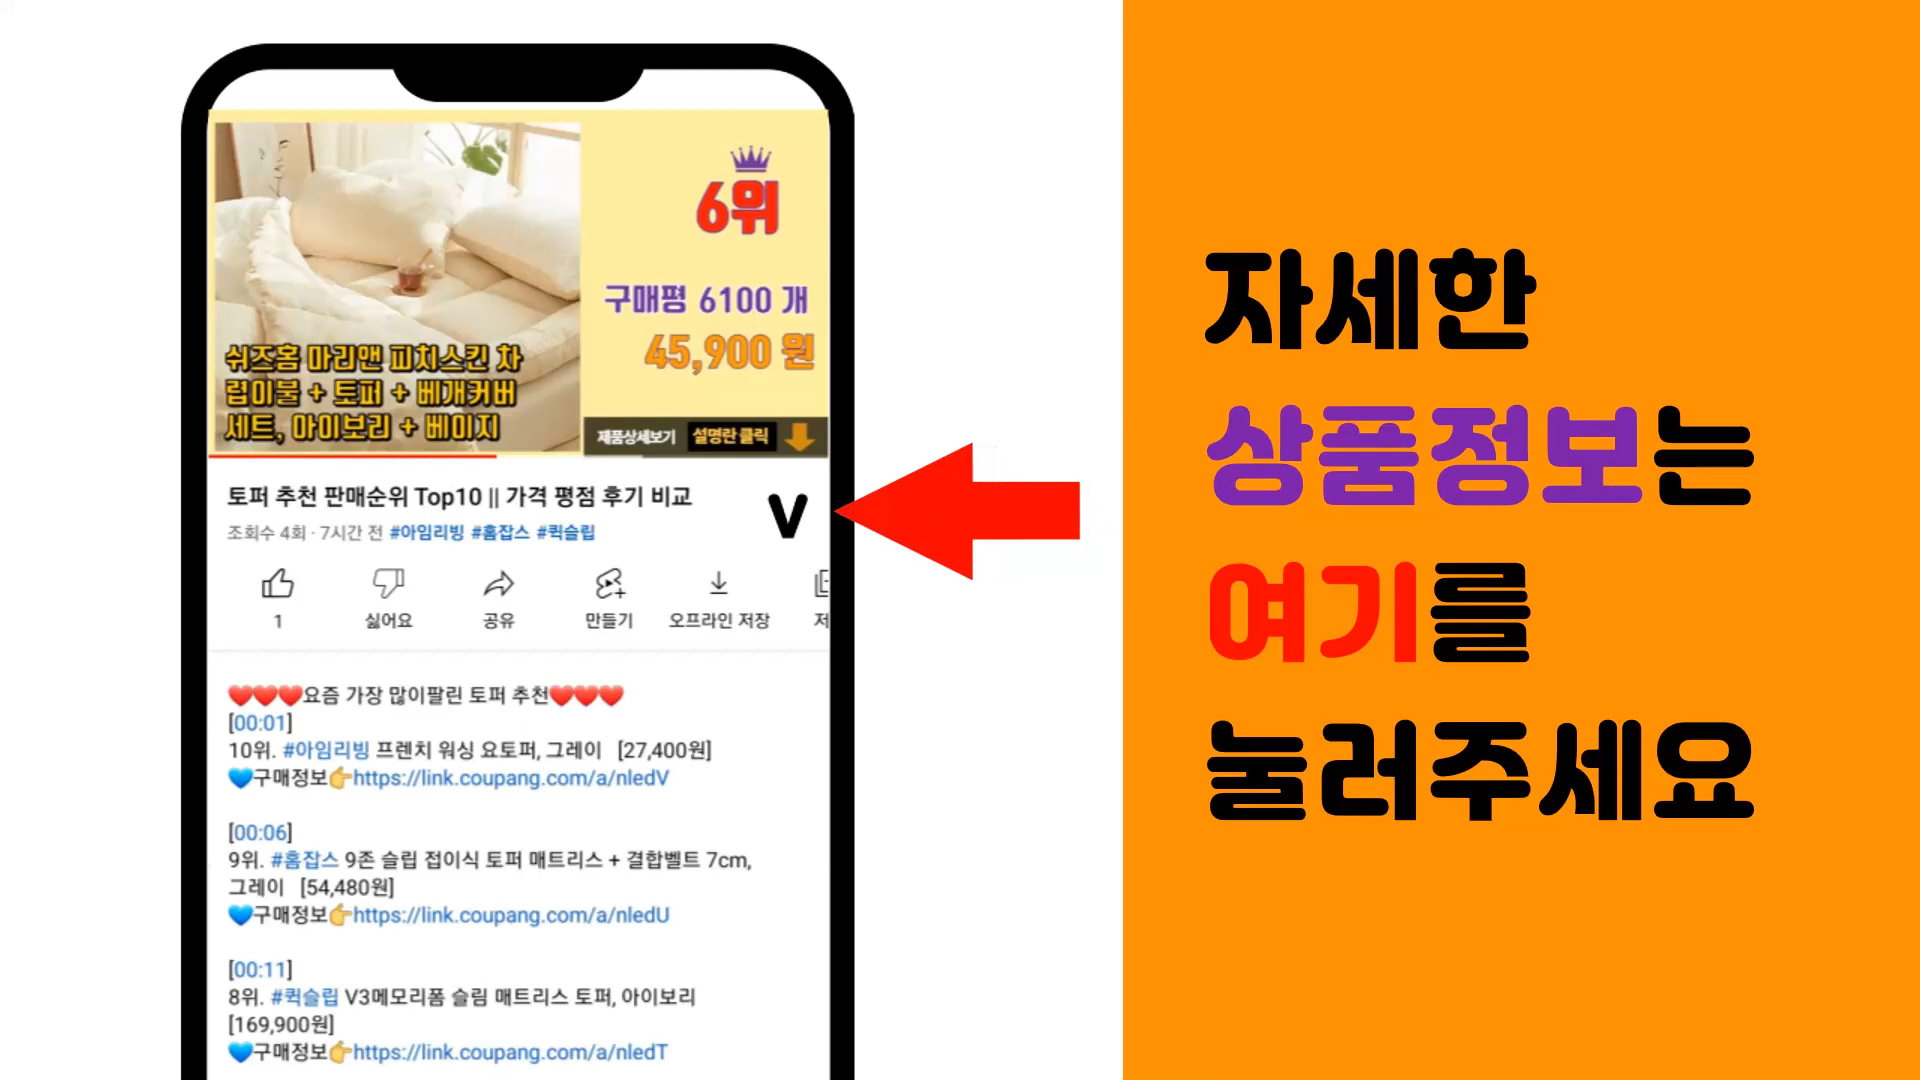 6위
구매평 6100 개
45,900 원
쉬즈홈 마리앤 피치스킨 차
렵이불 + 토퍼 + 베개커버
세트, 아이보리 + 베이지
제품상세보기 설명란 클릭
토퍼 추천 판매순위 Top10 || 가격 평점 후기 비교
V
조회수 4회 · 7시간 전 #아임리빙 #홈잡스 #퀵슬립
1 싫어요 공유 만들기 오프라인 저장 저
❤❤❤요즘 가장 많이팔린 토퍼 추천❤❤❤
[00:01]
10위. #아임리빙 프렌치 워싱 요토퍼, 그레이 [27,400원]
💙구매정보👉https://link.coupang.com/a/nledV
[00:06]
9위. #홈잡스 9존 슬립 접이식 토퍼 매트리스 + 결합벨트 7cm,
그레이 [54,480원]
💙구매정보👉https://link.coupang.com/a/nledU
[00:11]
8위. #퀵슬립 V3메모리폼 슬림 매트리스 토퍼, 아이보리
[169,900원]
💙구매정보👉https://link.coupang.com/a/nledT
자세한
상품정보는
여기를
눌러주세요